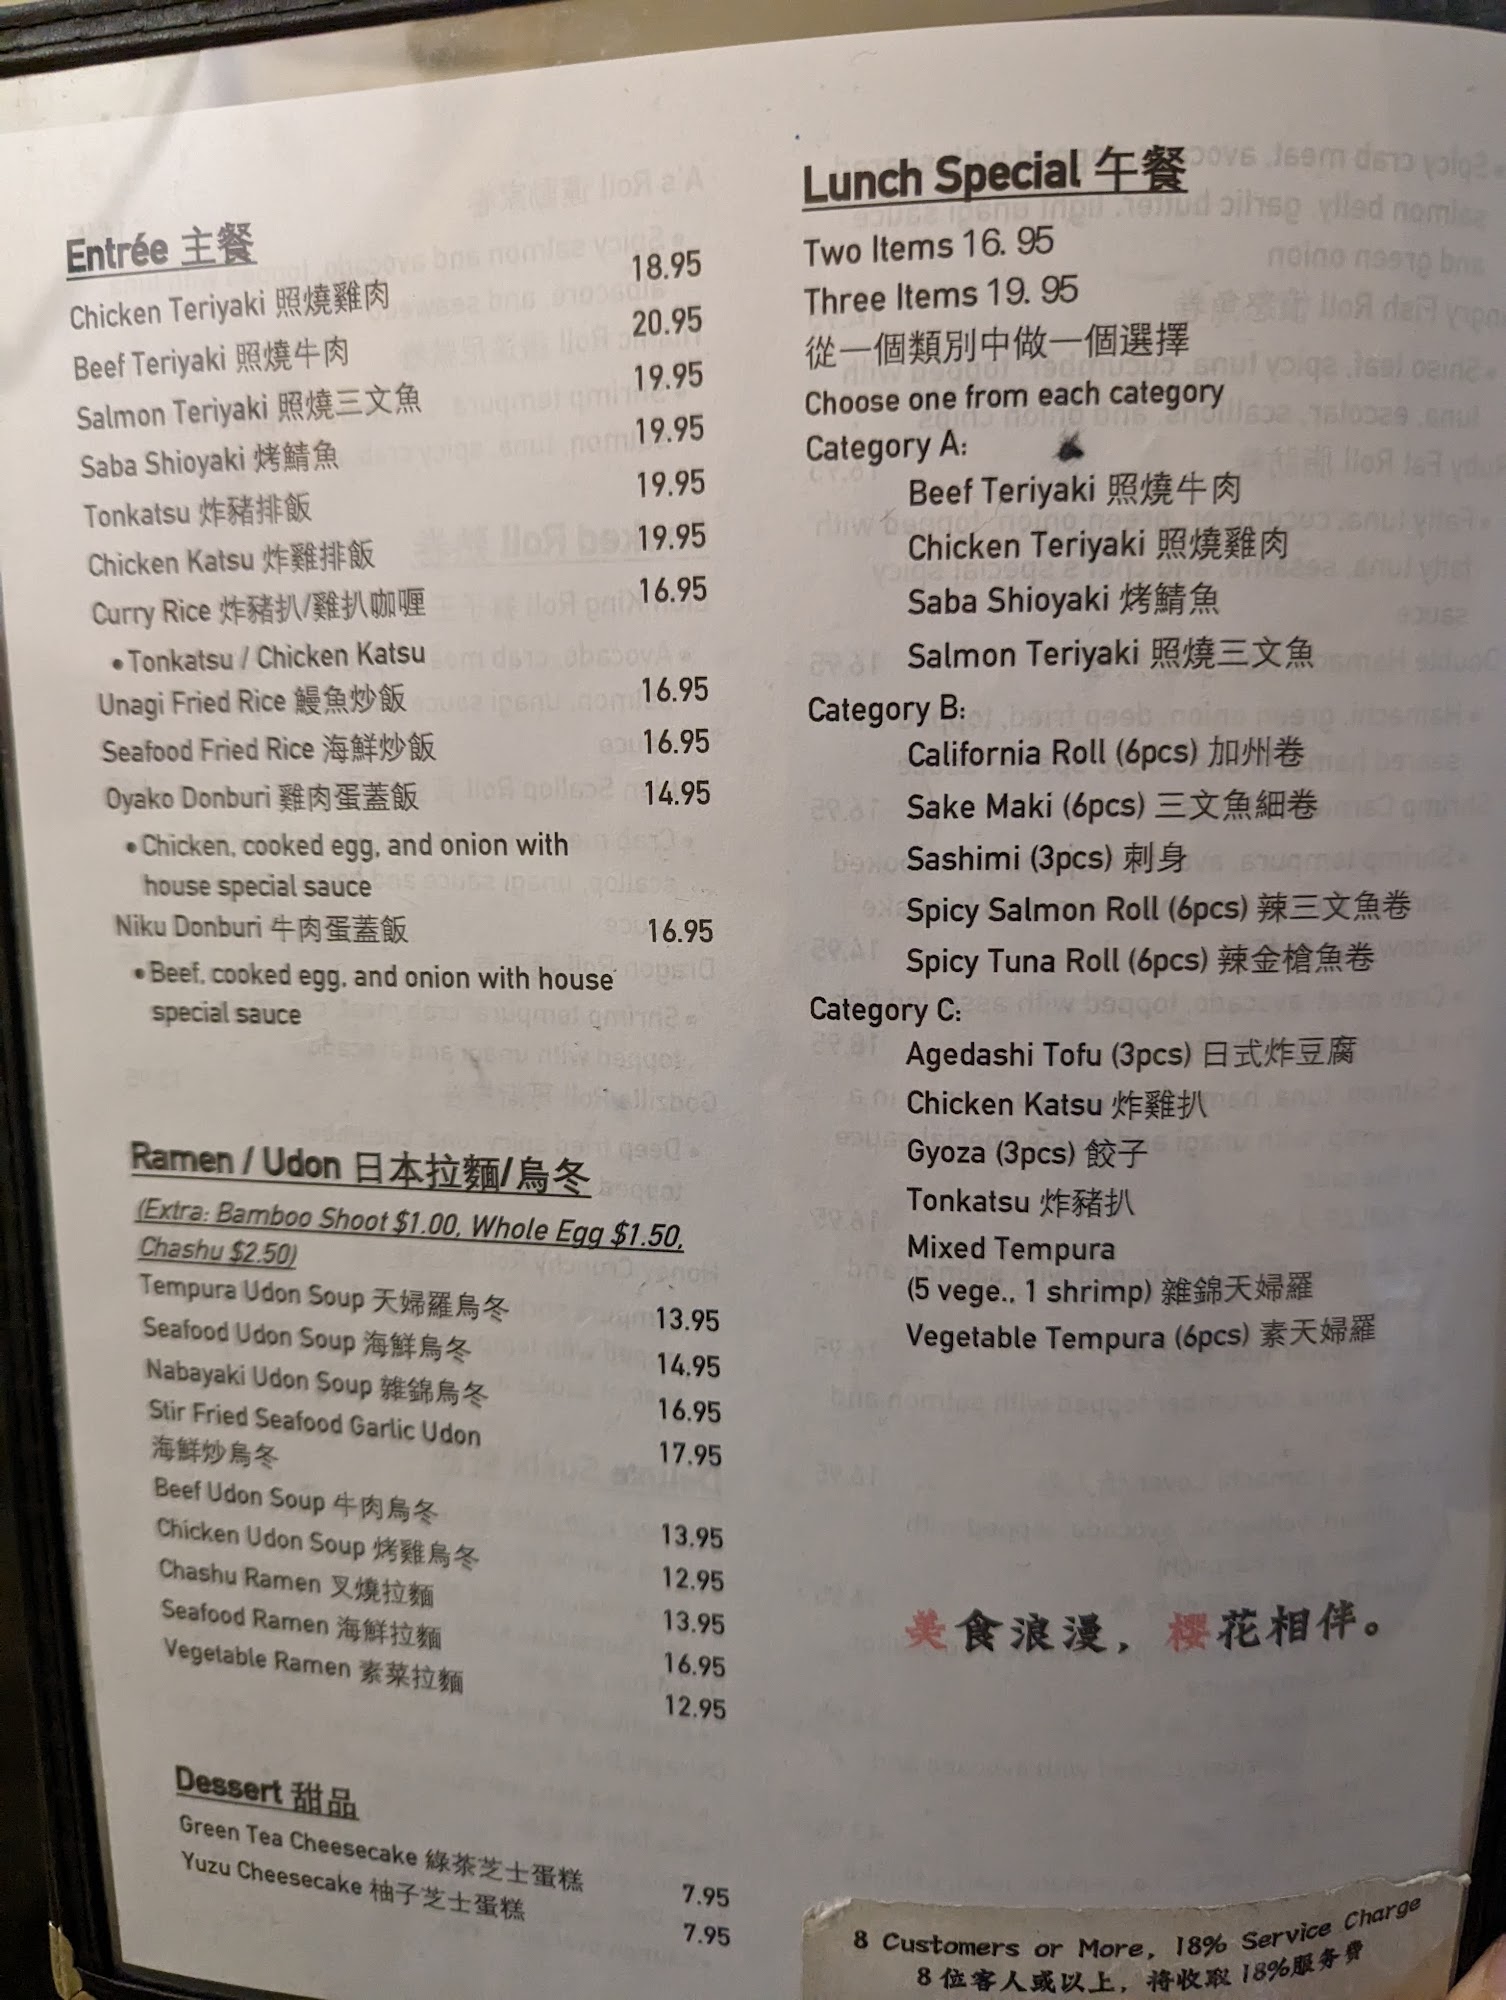 Entrée 主餐
Chicken Teriyaki 照燒雞肉 18.95
Beef Teriyaki 照燒牛肉 20.95
Salmon Teriyaki 照燒三文魚 19.95
Saba Shioyaki 烤鯖魚 19.95
Tonkatsu 炸豬排飯 19.95
Chicken Katsu 炸雞排飯 19.95
Curry Rice 炸豬扒/雞扒咖喱 16.95
• Tonkatsu / Chicken Katsu
Unagi Fried Rice 鰻魚炒飯 16.95
Seafood Fried Rice 海鮮炒飯 16.95
Oyako Donburi 雞肉蛋蓋飯 14.95
• Chicken, cooked egg, and onion with
house special sauce
Niku Donburi 牛肉蛋蓋飯 16.95
• Beef, cooked egg, and onion with house
special sauce
Ramen / Udon 日本拉麵/烏冬
(Extra: Bamboo Shoot $1.00, Whole Egg $1.50,
Chashu $2.50)
Tempura Udon Soup 天婦羅烏冬 13.95
Seafood Udon Soup 海鮮烏冬 14.95
Nabayaki Udon Soup 雜錦烏冬 16.95
Stir Fried Seafood Garlic Udon 17.95
海鮮炒烏冬
Beef Udon Soup 牛肉烏冬 13.95
Chicken Udon Soup 烤雞烏冬 12.95
Chashu Ramen 叉燒拉麵 13.95
Seafood Ramen 海鮮拉麵 16.95
Vegetable Ramen 素菜拉麵 12.95
Dessert 甜品
Green Tea Cheesecake 綠茶芝士蛋糕 7.95
Yuzu Cheesecake 柚子芝士蛋糕 7.95
Lunch Special 午餐
Two Items 16. 95
Three Items 19. 95
從一個類別中做一個選擇
Choose one from each category
Category A:
Beef Teriyaki 照燒牛肉
Chicken Teriyaki 照燒雞肉
Saba Shioyaki 烤鯖魚
Salmon Teriyaki 照燒三文魚
Category B:
California Roll (6pcs) 加州卷
Sake Maki (6pcs) 三文魚細卷
Sashimi (3pcs) 刺身
Spicy Salmon Roll (6pcs) 辣三文魚卷
Spicy Tuna Roll (6pcs) 辣金槍魚卷
Category C:
Agedashi Tofu (3pcs) 日式炸豆腐
Chicken Katsu 炸雞扒
Gyoza (3pcs) 餃子
Tonkatsu 炸豬扒
Mixed Tempura
(5 vege., 1 shrimp) 雜錦天婦羅
Vegetable Tempura (6pcs) 素天婦羅
美食浪漫，櫻花相伴。
8 Customers or More, 18% Service Charge
8 位客人或以上，將收取 18%服务費